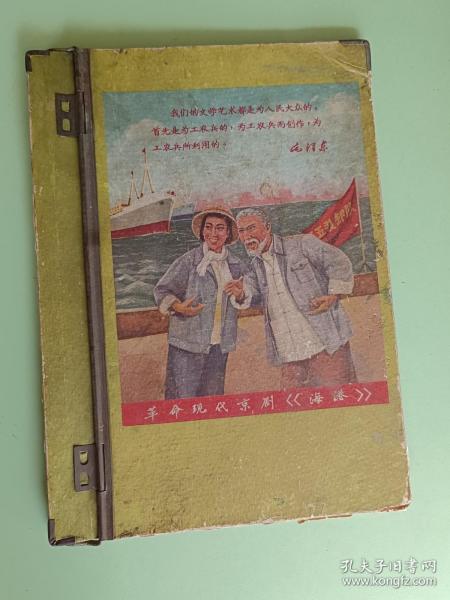 我们的文学艺术都是为人民大众的，
首先是为工农兵的，为工农兵而创作，为
工农兵所利用的。
毛泽东
革命现代京剧《海港》
孔夫子旧书网
www.kongfz.com